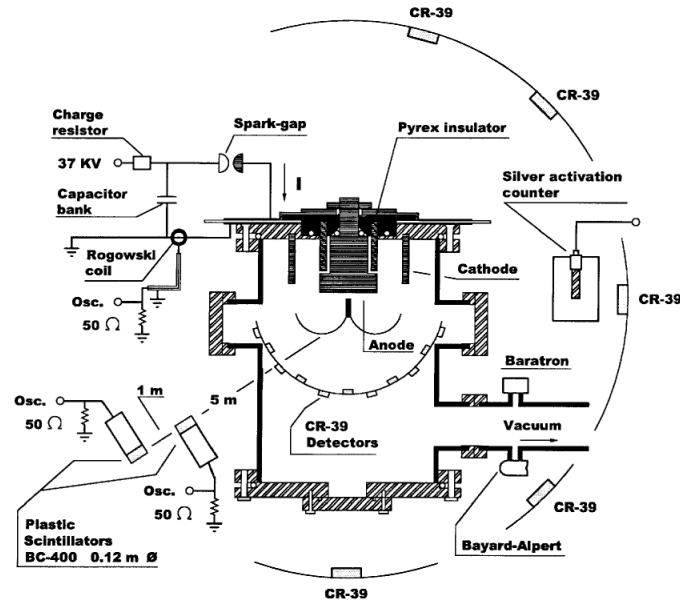 CR-39
CR-39
Charge
resistor
Spark-gap
Pyrex insulator
37 KV
I
Silver activation
counter
Capacitor
bank
Rogowski
coil
Cathode
CR-39
Osc.
50 Ω
Anode
Baratron
1 m
5 m
Osc.
50 Ω
CR-39
Detectors
Vacuum
Osc.
50 Ω
CR-39
Plastic
Scintillators
BC-400 0.12 m Ø
Bayard-Alpert
CR-39